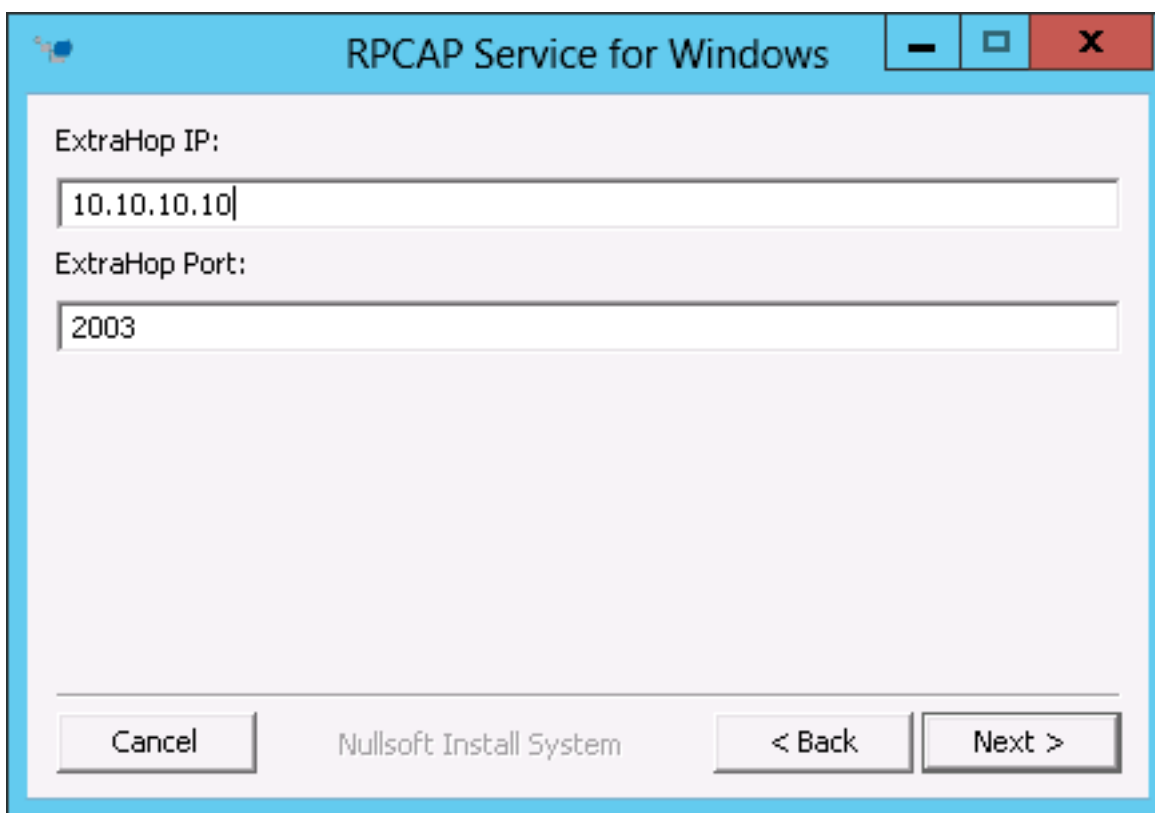 RPCAP Service for Windows
ExtraHop IP:
10.10.10.10
ExtraHop Port:
2003
Cancel
Nullsoft Install System
< Back
Next >